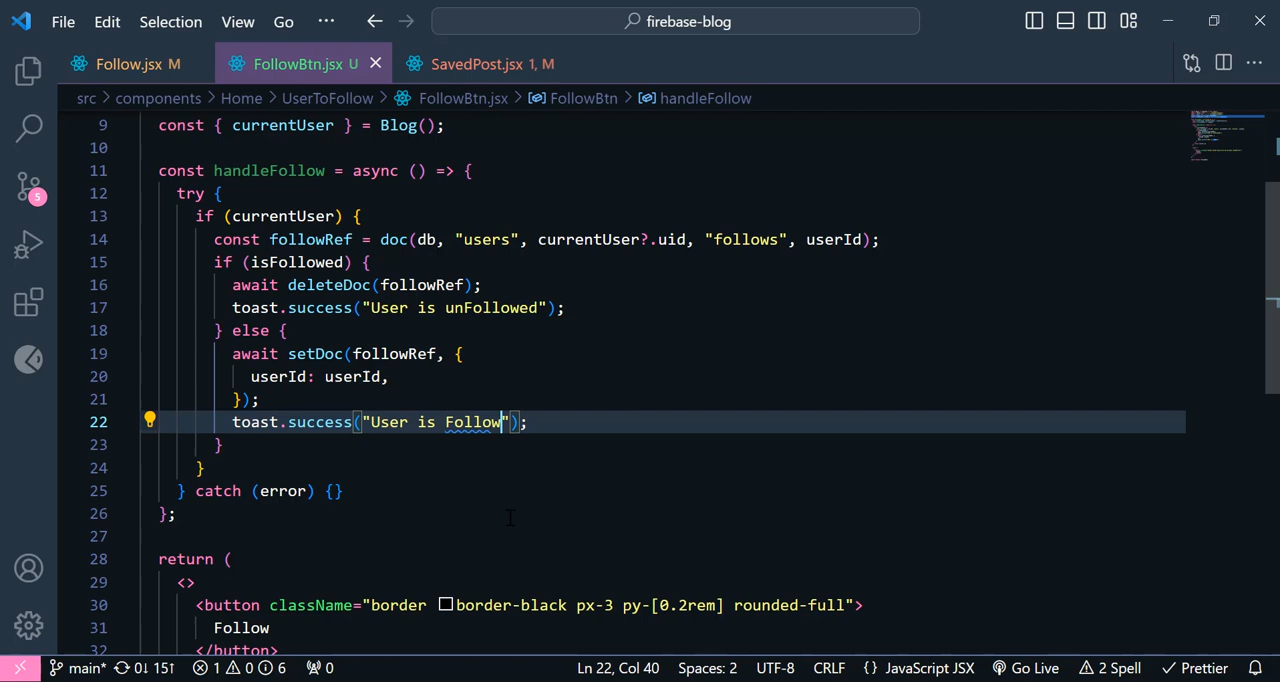 File Edit Selection View Go ··· firebase-blog
Follow.jsx M FollowBtn.jsx U SavedPost.jsx 1, M
src > components > Home > UserToFollow > FollowBtn.jsx > FollowBtn > handleFollow
9 const { currentUser } = Blog();
10
11 const handleFollow = async () => {
12 try {
13 if (currentUser) {
14 const followRef = doc(db, "users", currentUser?.uid, "follows", userId);
15 if (isFollowed) {
16 await deleteDoc(followRef);
17 toast.success("User is unFollowed");
18 } else {
19 await setDoc(followRef, {
20 userId: userId,
21 });
22 toast.success("User is Follow");
23 }
24 }
25 } catch (error) {}
26 };
27
28 return (
29 <>
30 <button className="border border-black px-3 py-[0.2rem] rounded-full">
31 Follow
32 </button>
5
main* 0↓ 15↑ 1 0 6 0 Ln 22, Col 40 Spaces: 2 UTF-8 CRLF {} JavaScript JSX Go Live 2 Spell Prettier